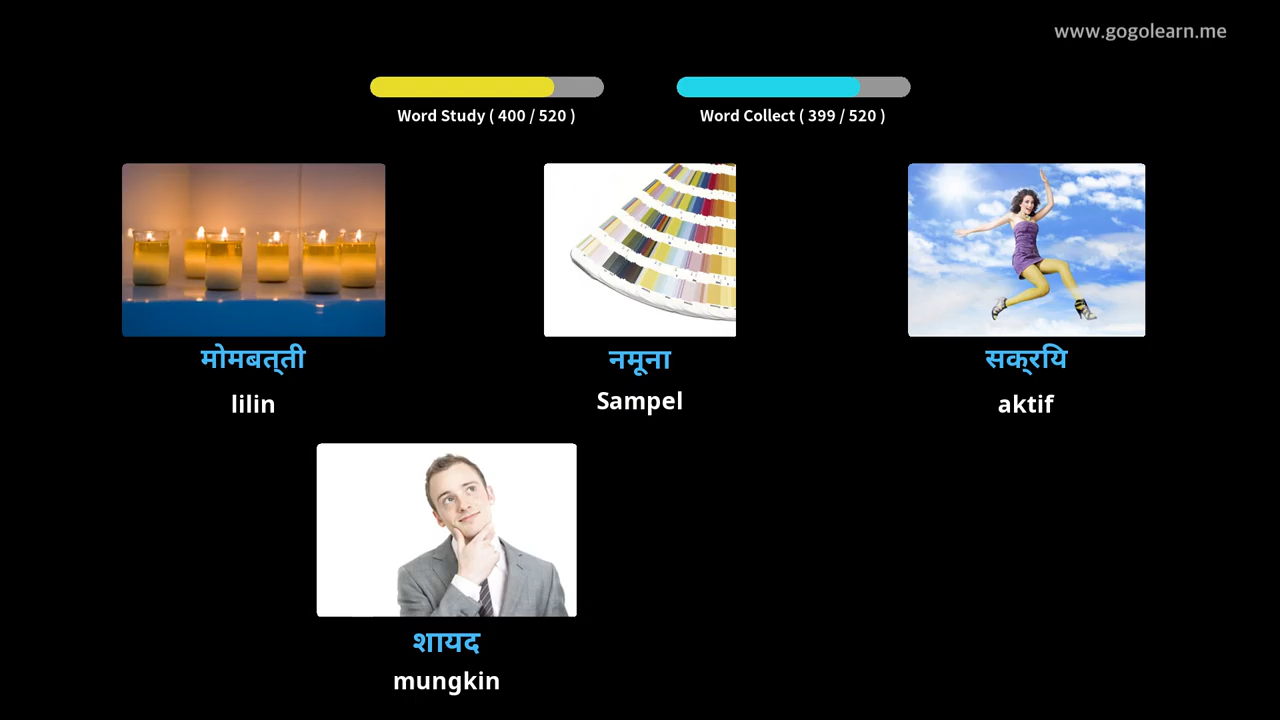 www.gogolearn.me
Word Study ( 400 / 520 )
Word Collect ( 399 / 520 )
मोमबत्ती
नमूना
सक्रयि
lilin
Sampel
aktif
शायद
mungkin